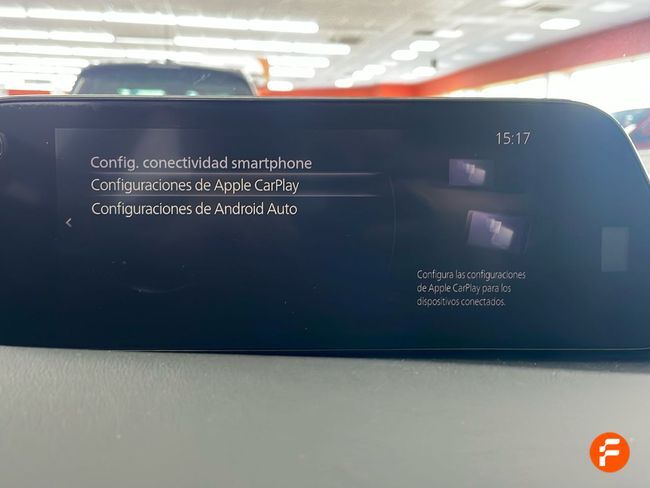 15:17
Config. conectividad smartphone
Configuraciones de Apple CarPlay
Configuraciones de Android Auto
Configura las configuraciones
de Apple CarPlay para los
dispositivos conectados.